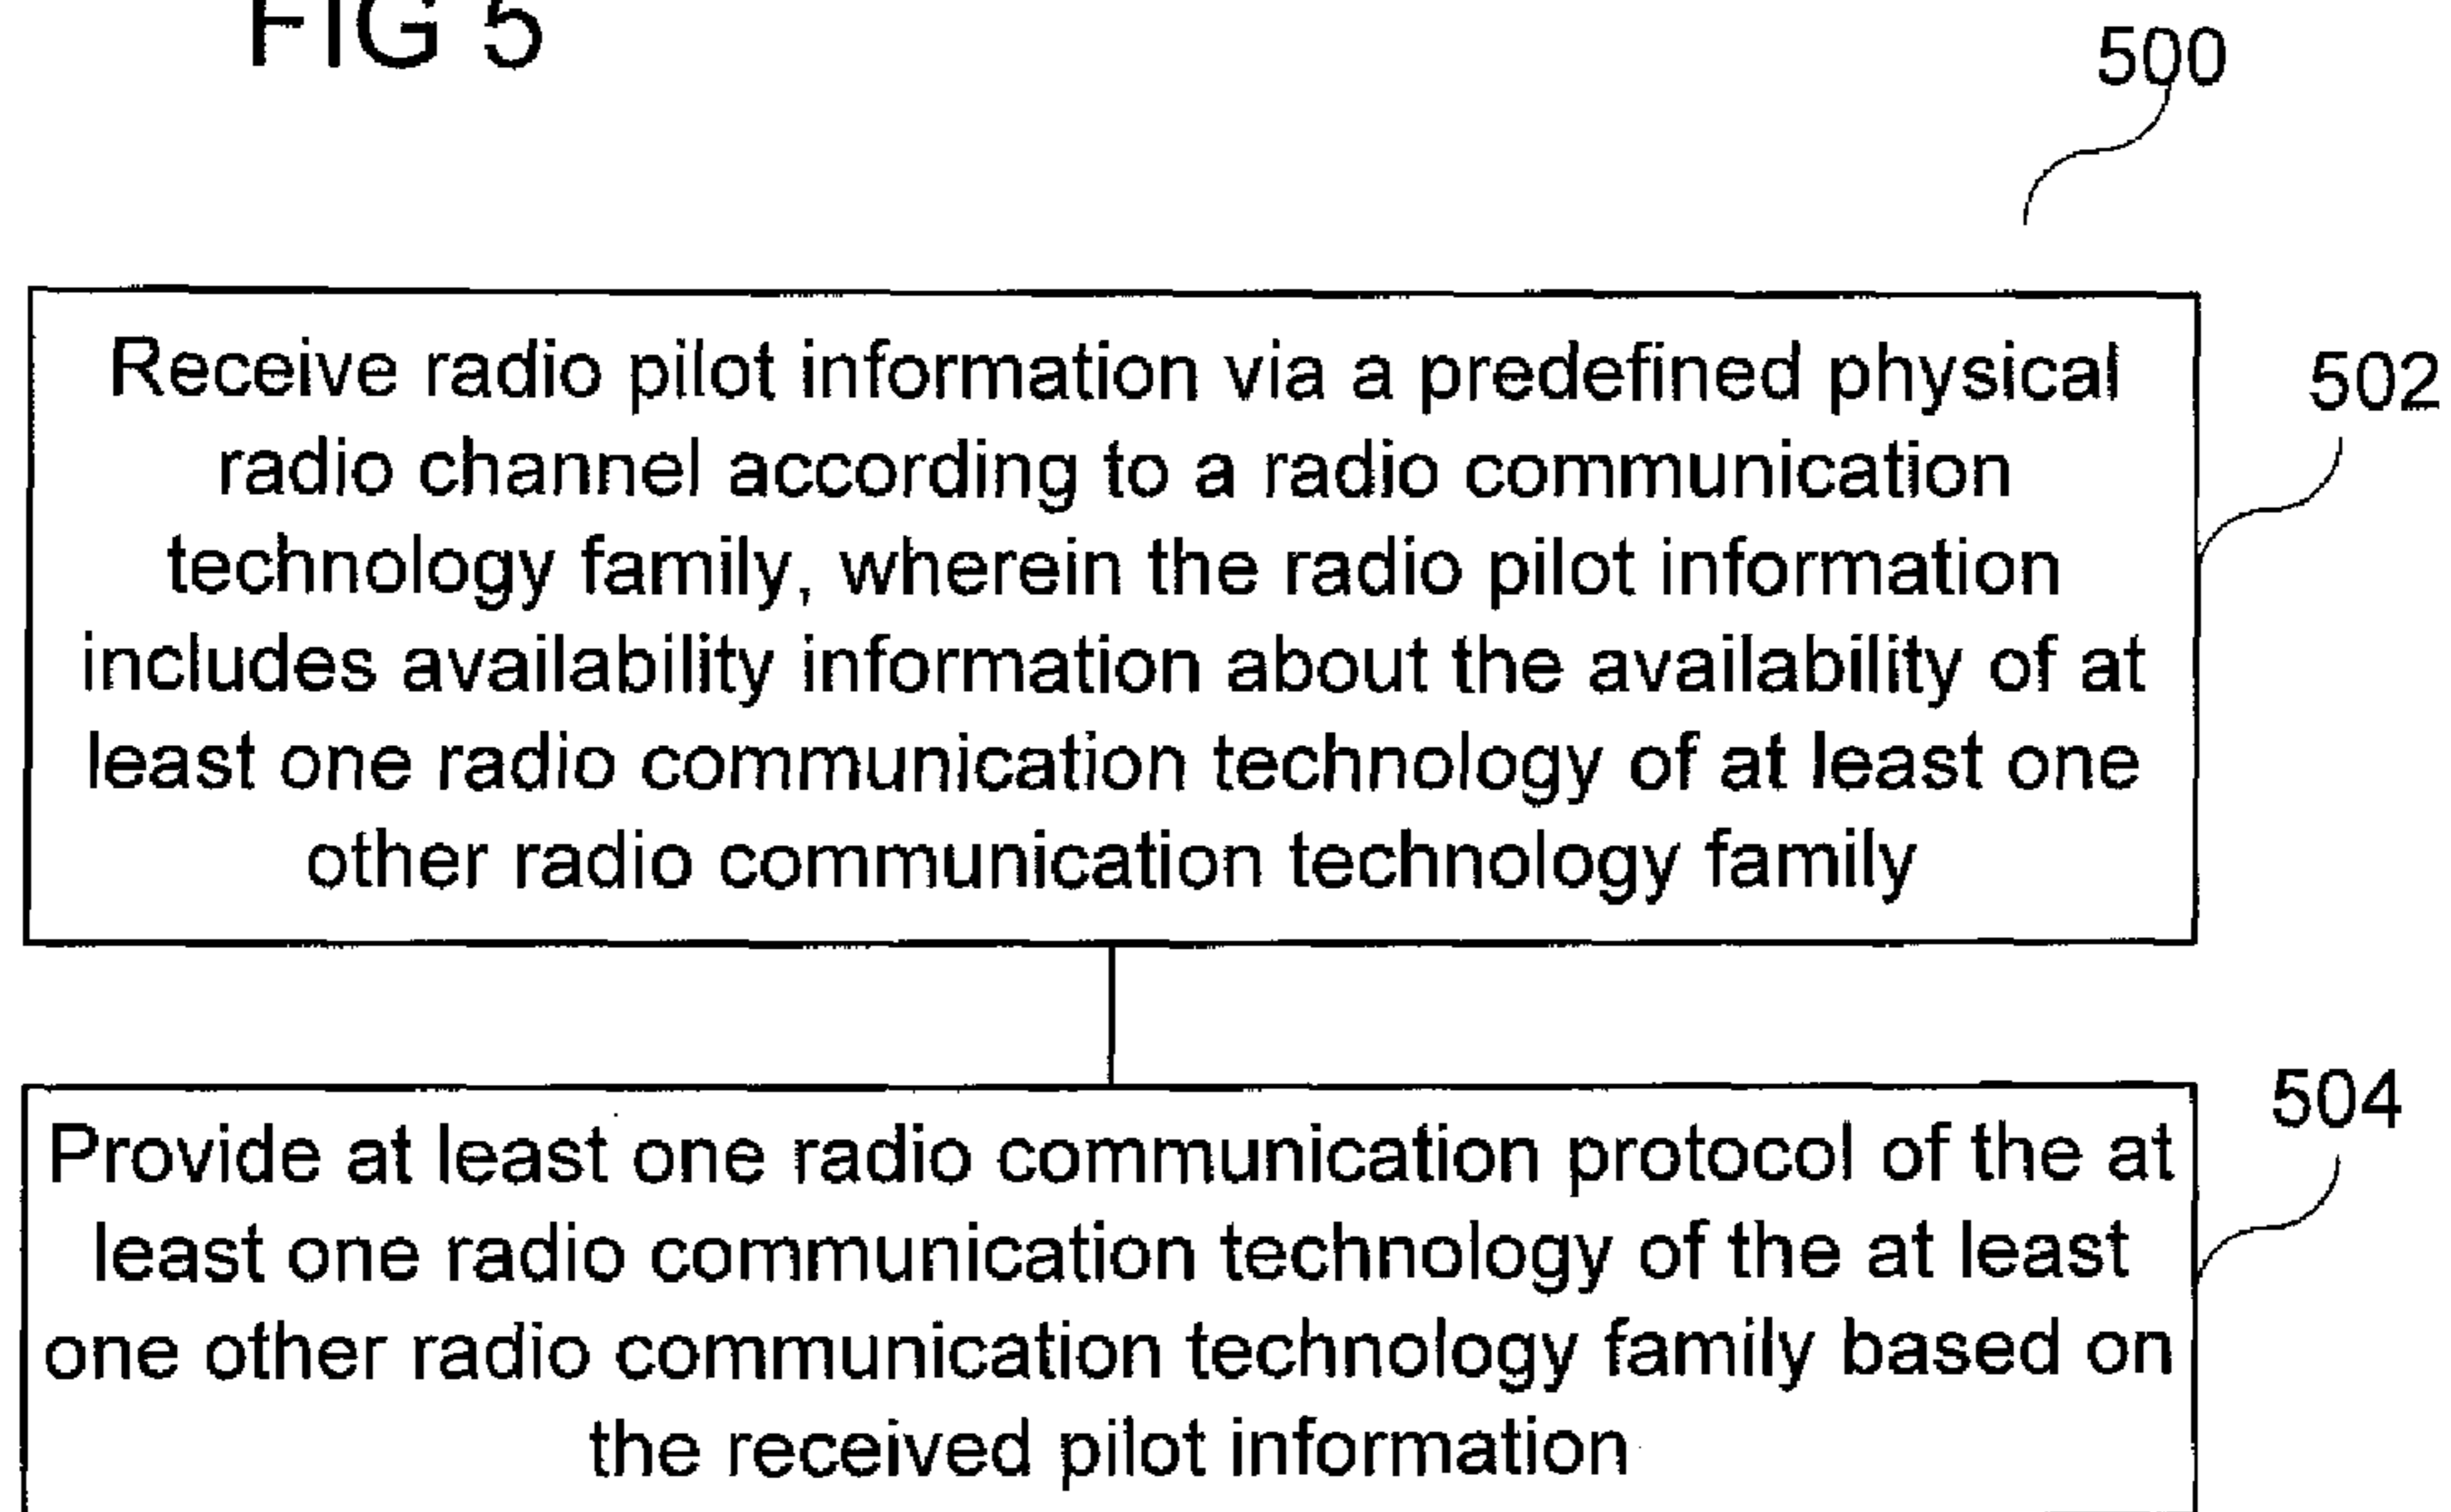 FIG 5
500
Receive radio pilot information via a predefined physical
radio channel according to a radio communication
technology family, wherein the radio pilot information
includes availability information about the availability of at
least one radio communication technology of at least one
other radio communication technology family
502
Provide at least one radio communication protocol of the at
least one radio communication technology of the at least
one other radio communication technology family based on
the received pilot information
504